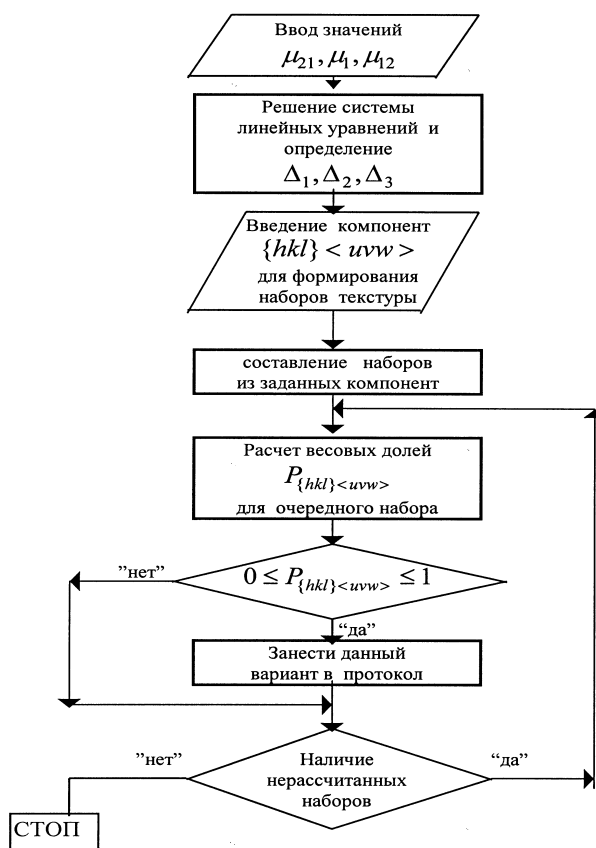 Ввод значений
μ21, μ1, μ12
Решение системы
линейных уравнений и
определение
Δ1, Δ2, Δ3
Введение компонент
{hkl} < uvw >
для формирования
наборов текстуры
составление наборов
из заданных компонент
Расчет весовых долей
P{hkl}<uvw>
для очередного набора
”нет”
0 ≤ P{hkl}<uvw> ≤ 1
“да”
Занести данный
вариант в протокол
”нет”
Наличие
“да”
нерассчитанных
наборов
СТОП